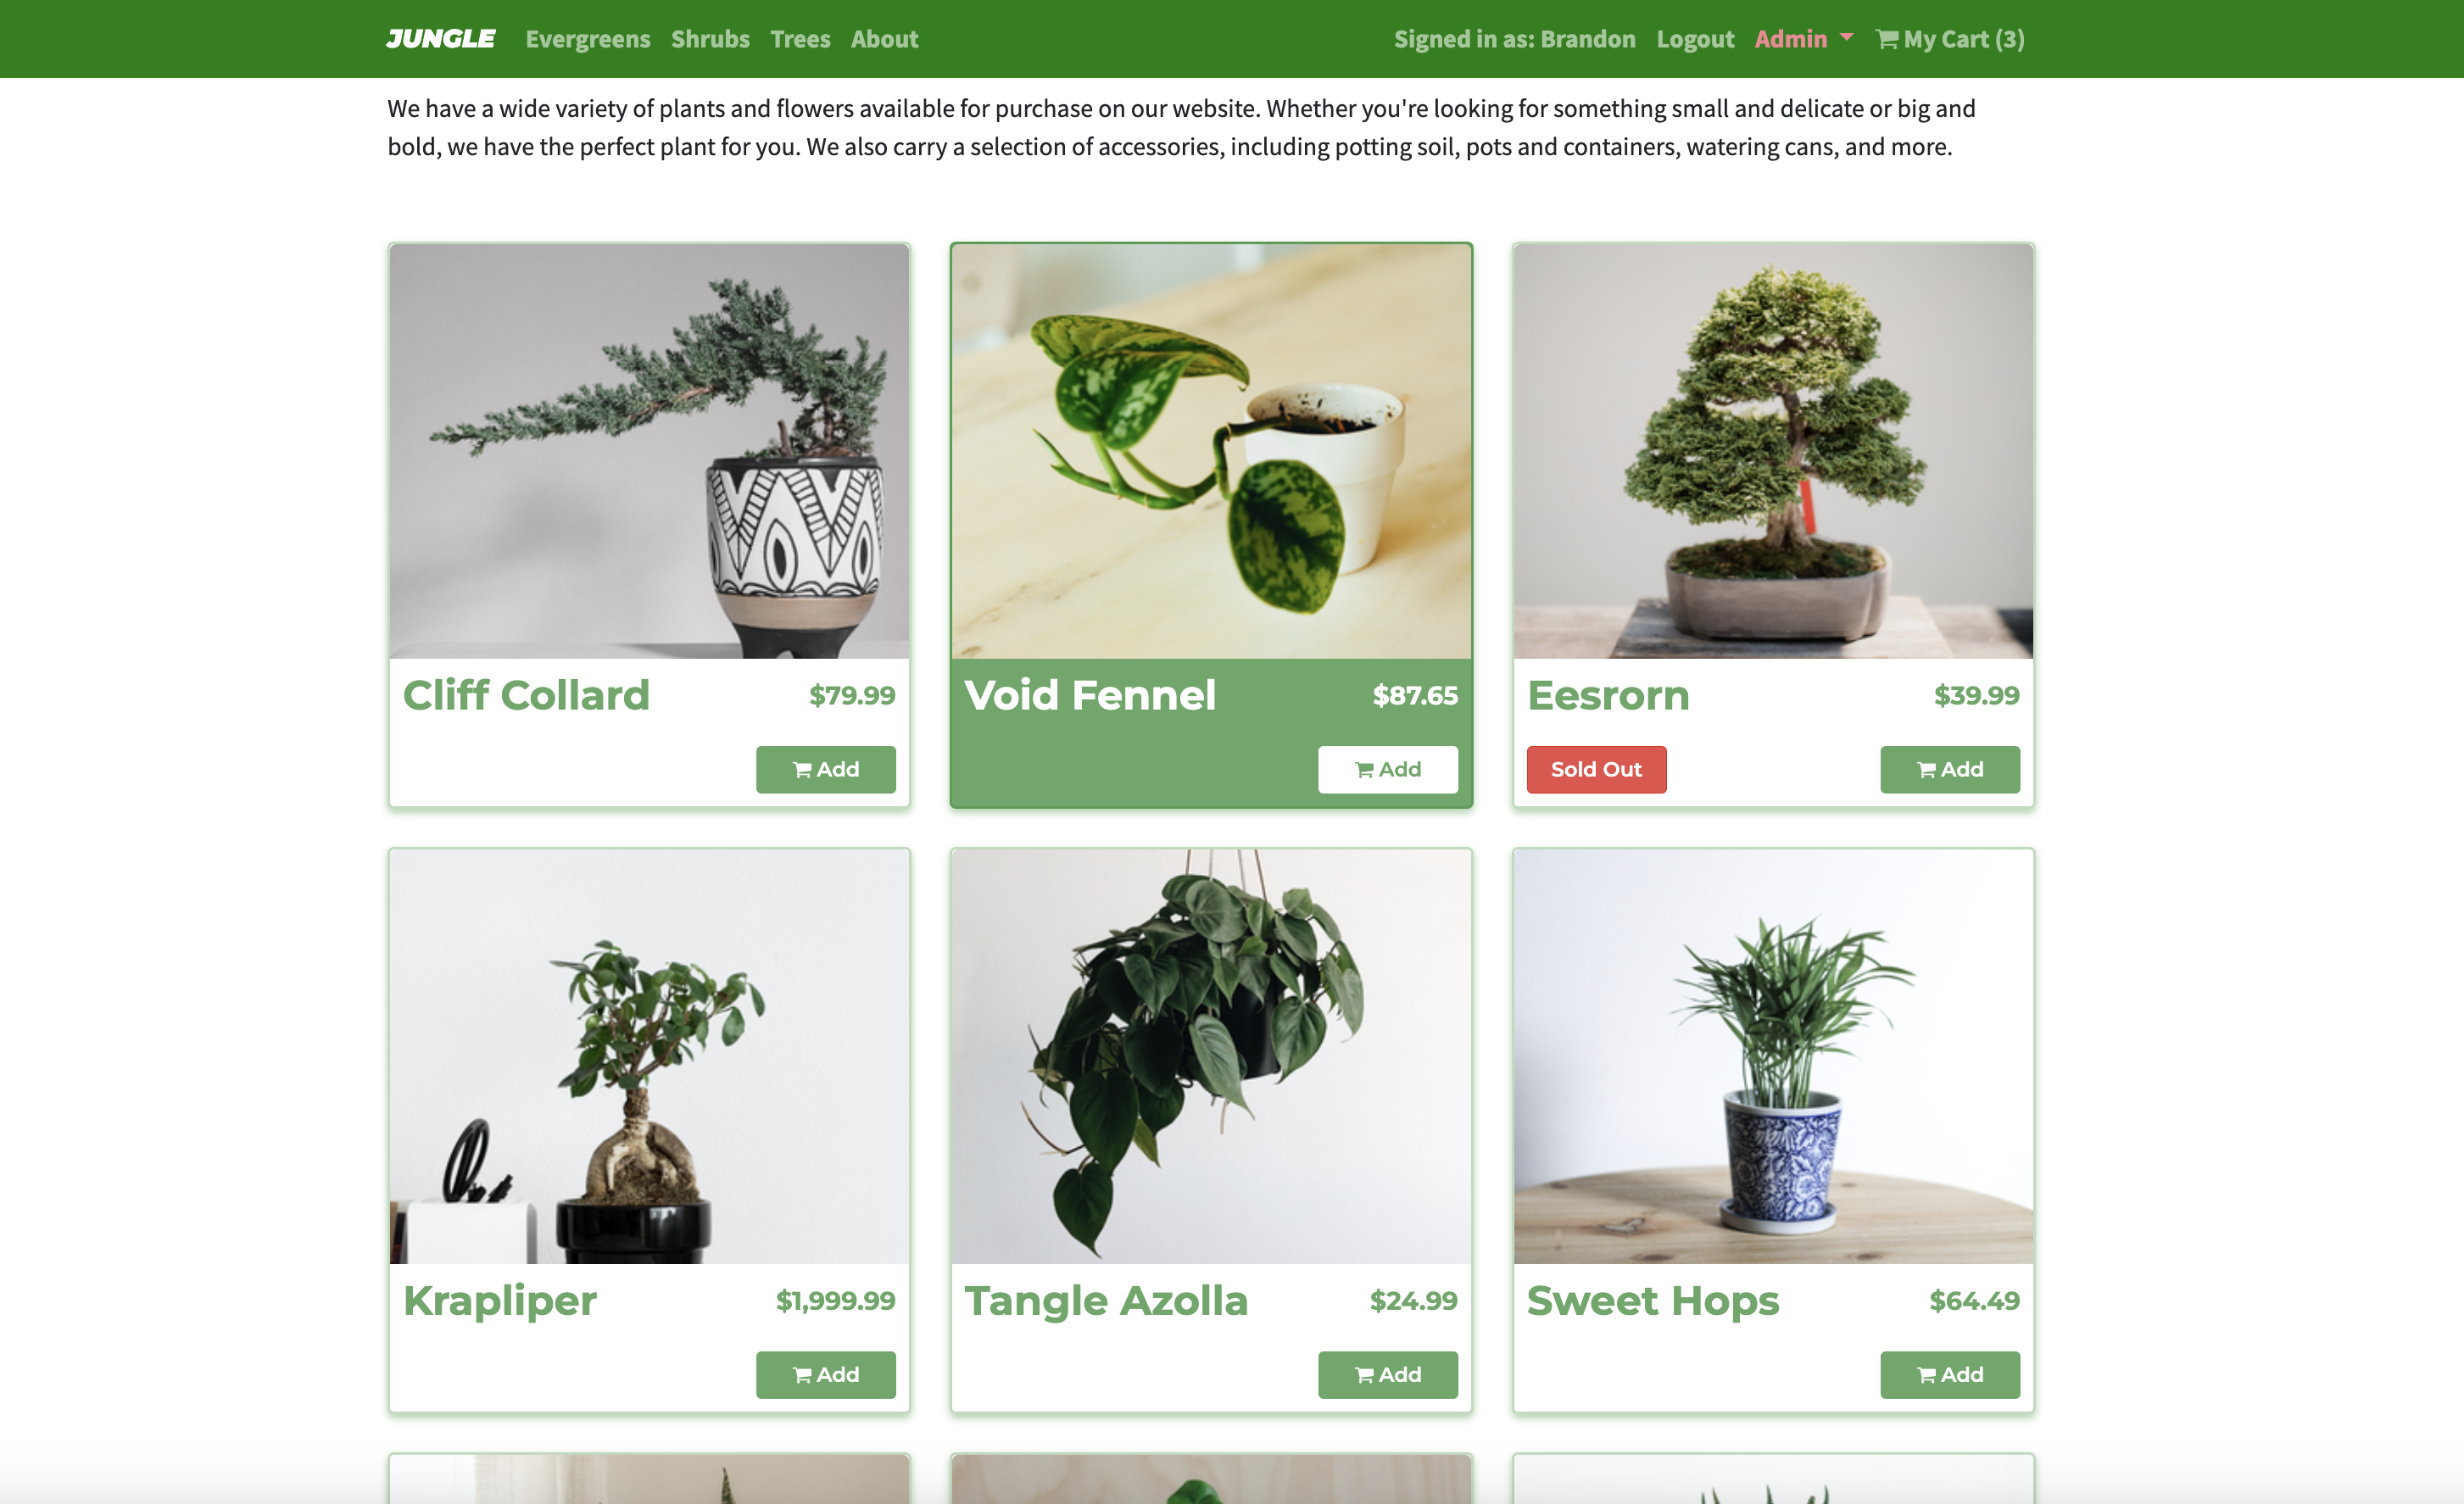 JUNGLE Evergreens Shrubs Trees About Signed in as: Brandon Logout Admin My Cart (3)
We have a wide variety of plants and flowers available for purchase on our website. Whether you're looking for something small and delicate or big and
bold, we have the perfect plant for you. We also carry a selection of accessories, including potting soil, pots and containers, watering cans, and more.
Cliff Collard $79.99
Add
Void Fennel $87.65
Add
Eesrorn $39.99
Sold Out Add
Krapliper $1,999.99
Add
Tangle Azolla $24.99
Add
Sweet Hops $64.49
Add